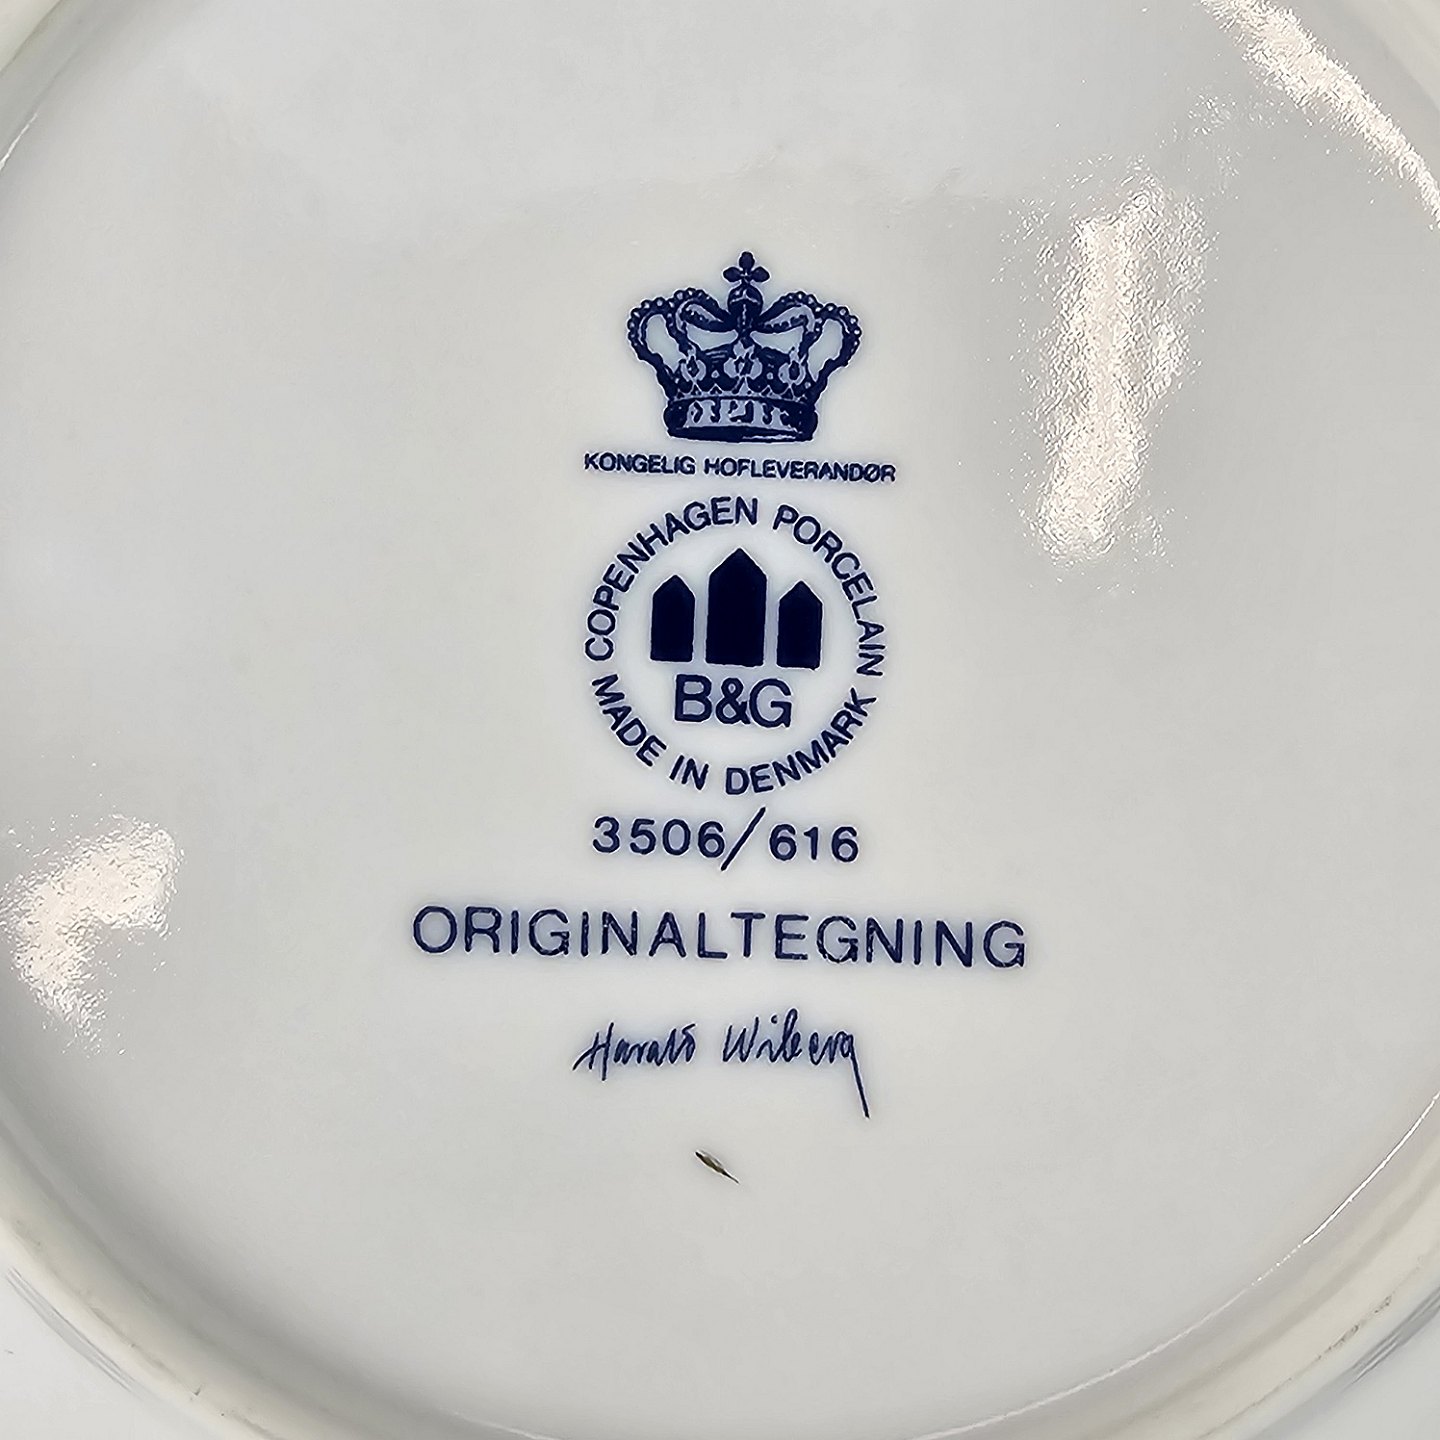 KONGELIG HOFLEVERANDØR
COPENHAGEN PORCELAIN
B&G
MADE IN DENMARK
3506/616
ORIGINALTEGNING
Harald Wiberg